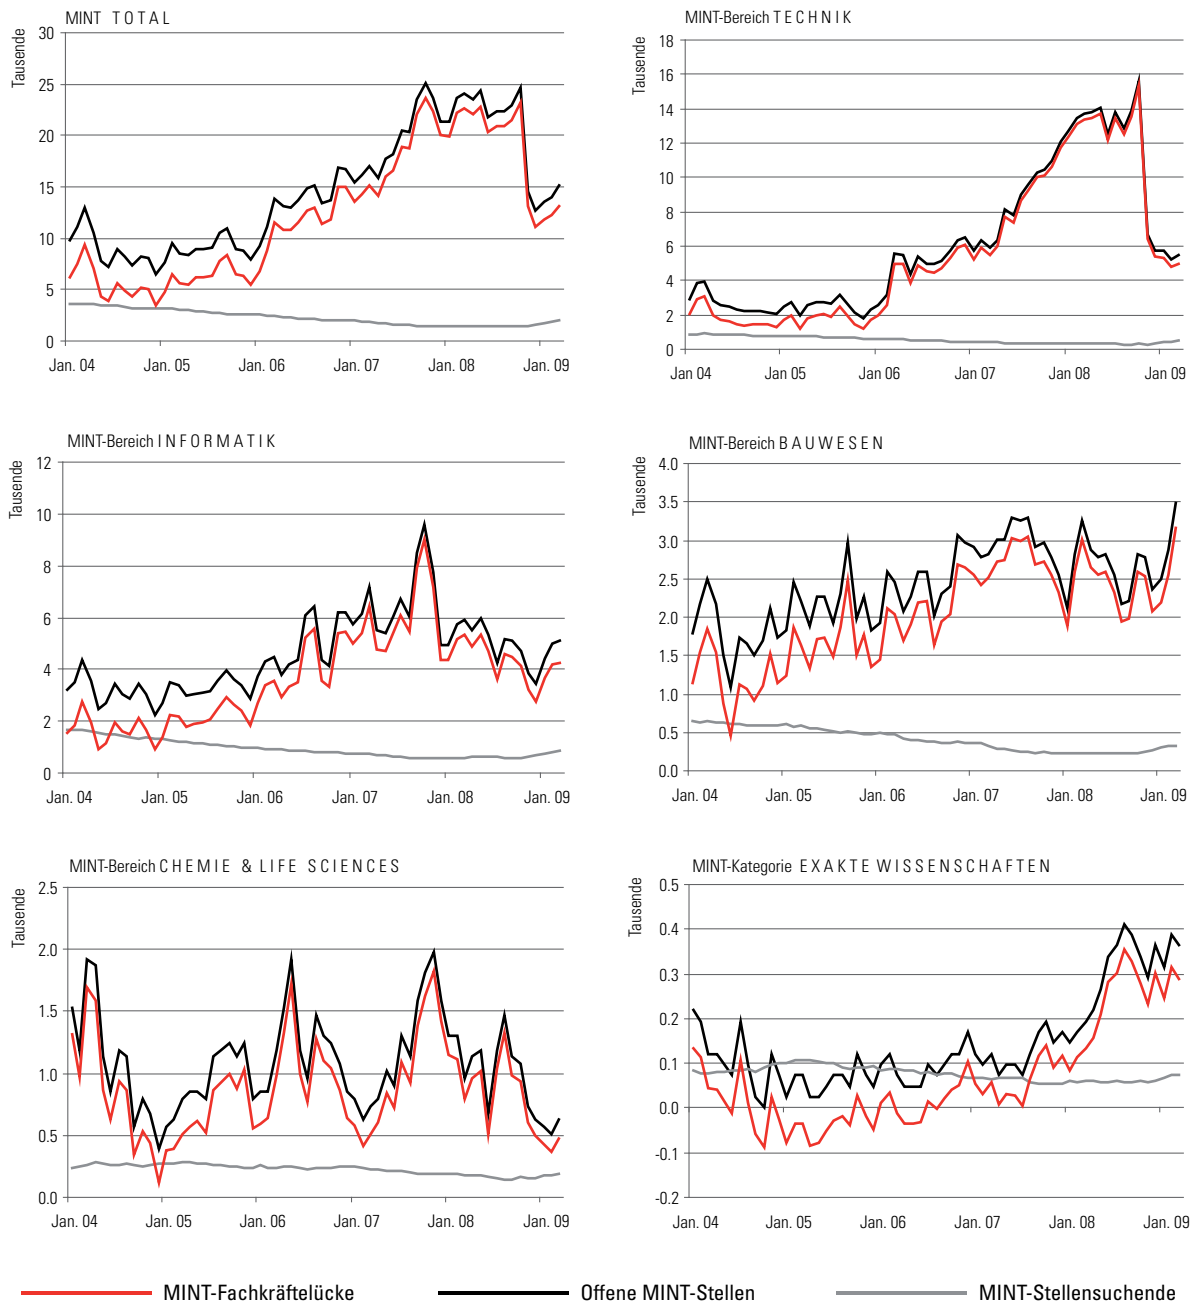 MINT TOTAL
Tausende
30
25
20
15
10
5
0
Jan. 04 Jan. 05 Jan. 06 Jan. 07 Jan. 08 Jan. 09
MINT-Bereich TECHNIK
Tausende
18
16
14
12
10
8
6
4
2
0
Jan 04 Jan 05 Jan 06 Jan 07 Jan 08 Jan 09
MINT-Bereich INFORMATIK
Tausende
12
10
8
6
4
2
0
Jan. 04 Jan. 05 Jan. 06 Jan. 07 Jan. 08 Jan. 09
MINT-Bereich BAUWESEN
Tausende
4.0
3.5
3.0
2.5
2.0
1.5
1.0
0.5
0.0
Jan. 04 Jan. 05 Jan. 06 Jan. 07 Jan. 08 Jan. 09
MINT-Bereich CHEMIE & LIFE SCIENCES
Tausende
2.5
2.0
1.5
1.0
0.5
0.0
Jan. 04 Jan. 05 Jan. 06 Jan. 07 Jan. 08 Jan. 09
MINT-Kategorie EXAKTE WISSENSCHAFTEN
Tausende
0.5
0.4
0.3
0.2
0.1
0.0
-0.1
-0.2
Jan. 04 Jan. 05 Jan. 06 Jan. 07 Jan. 08 Jan. 09
MINT-Fachkräftelücke Offene MINT-Stellen MINT-Stellensuchende